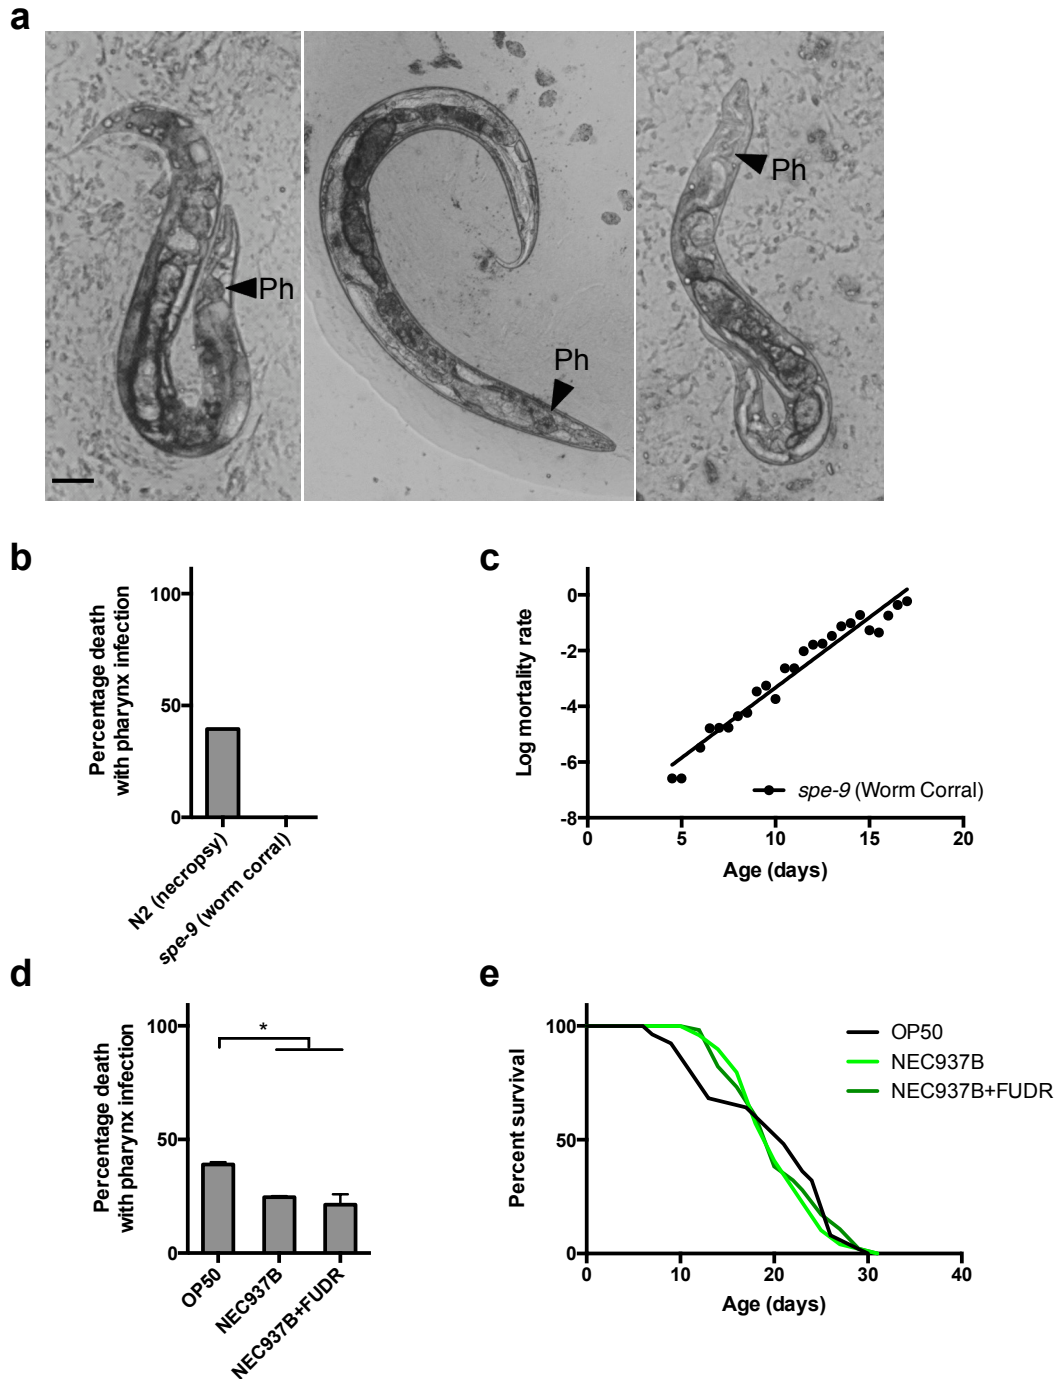 a
Ph
Ph
Ph
b
Percentage death
with pharynx infection
100
50
0
N2 (necropsy)
spe-9 (worm corral)
c
Log mortality rate
0
-2
-4
-6
-8
spe-9 (Worm Corral)
0
5
10
15
20
Age (days)
d
Percentage death
with pharynx infection
100
50
0
*
OP50
NEC937B
NEC937B+FUDR
e
Percent survival
100
50
0
OP50
NEC937B
NEC937B+FUDR
0
10
20
30
40
Age (days)